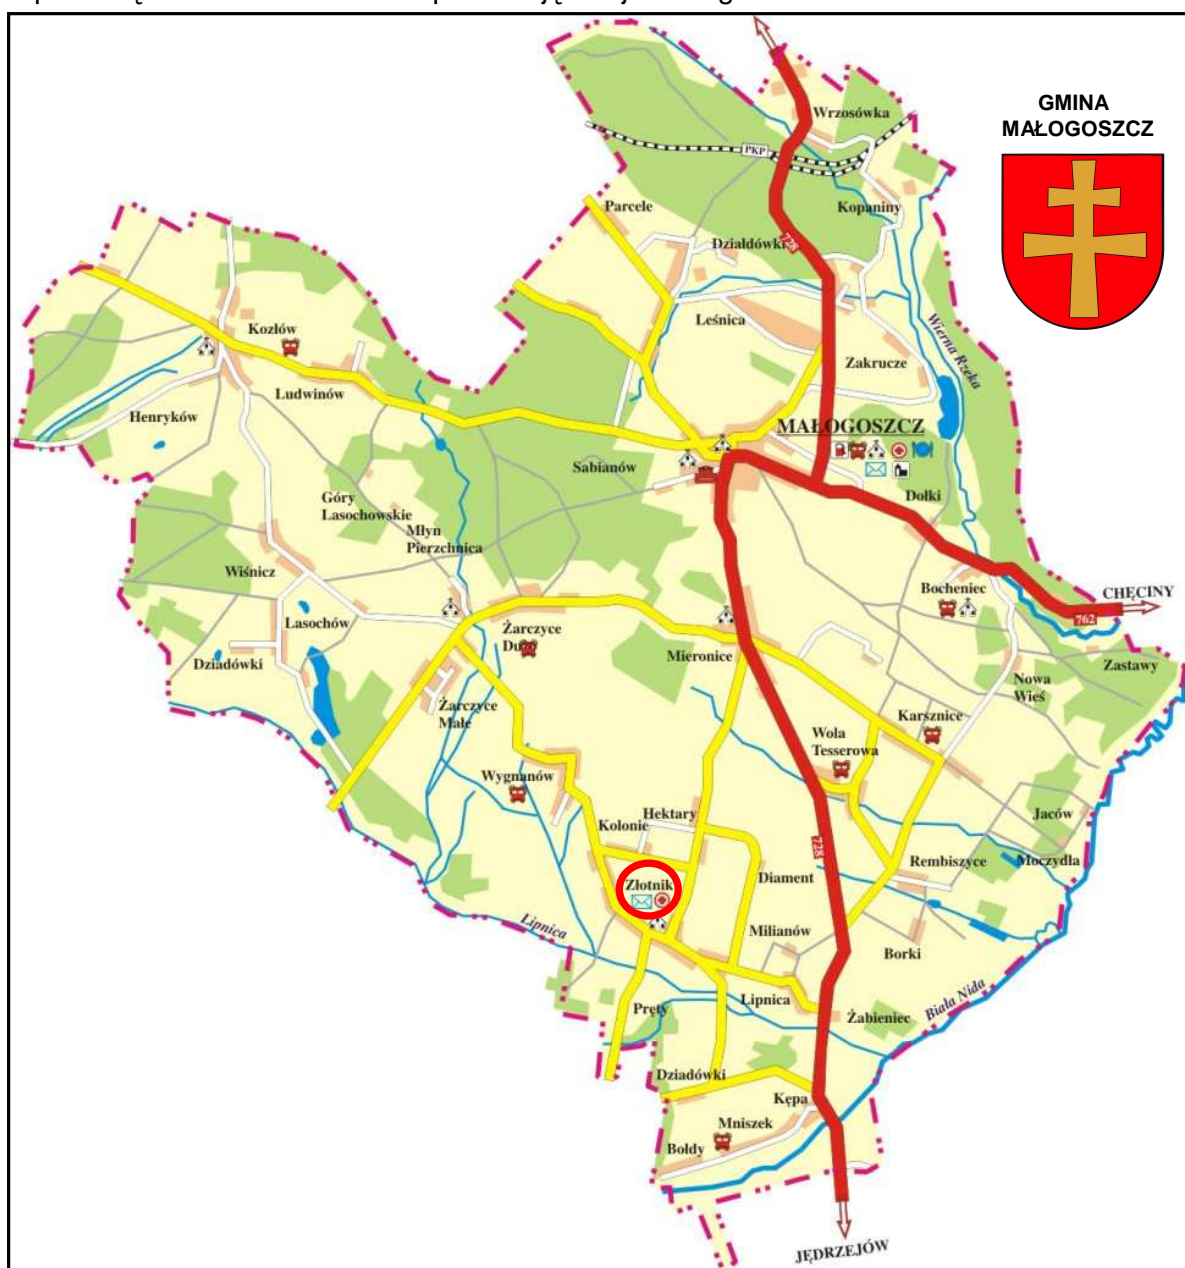 GMINA
MAŁOGOSZCZ
Wrzosówka
PKP
Kopaniny
Parcele
Działdówki
728
Leśnica
Wierna Rzeka
Zakrucze
Kozłów
Ludwinów
Henryków
MAŁOGOSZCZ
Sabianów
Dołki
Góry
Lasochowskie
Młyn
Pierzchnica
Wiśnicz
Bocheniec
CHĘCINY
762
Lasochów
Żarczyce
Duże
Mieronice
Zastawy
Dziadówki
Nowa
Wieś
Żarczyce
Małe
Karsznice
Wola
Tesserowa
Wygnanów
Hektary
Kolonie
Jaców
728
Rembiszyce
Moczydła
Diament
Złotnik
Lipnica
Milianów
Borki
Biała Nida
Lipnica
Pręty
Żabieniec
Dziadówki
Kępa
Mniszek
Bołdy
JĘDRZEJÓW